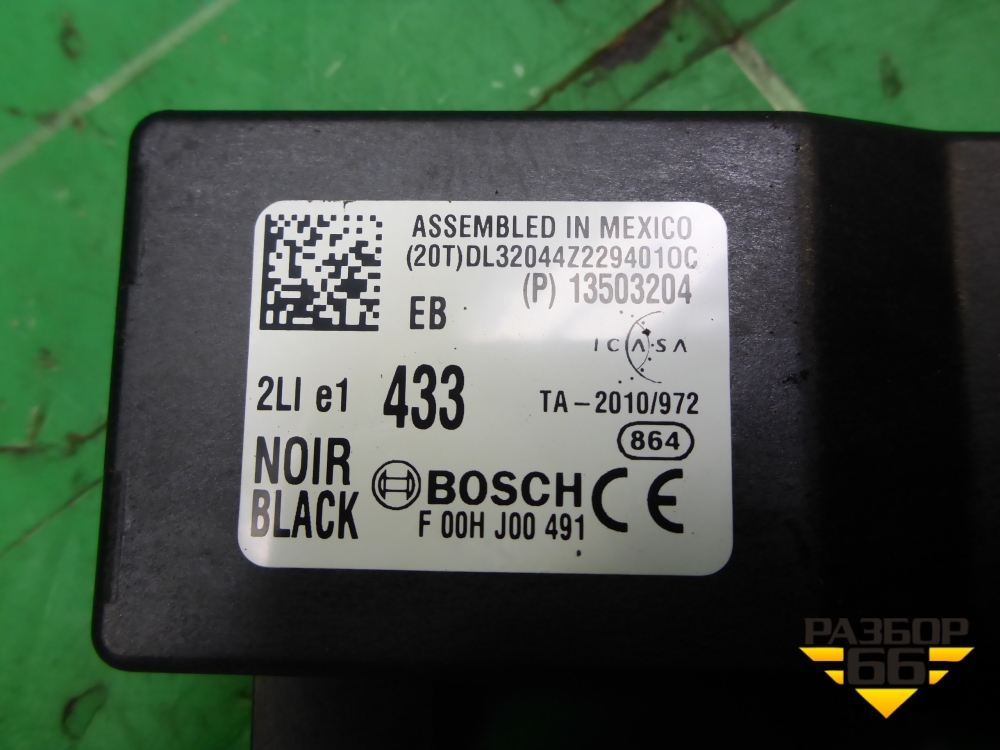 ASSEMBLED IN MEXICO
(20T)DL32044Z2294010C
(P) 13503204
EB
ICASA
2LI e1 433
TA-2010/972
864
NOIR
BLACK
BOSCH CE
F 00H J00 491
РАЗБОР
66